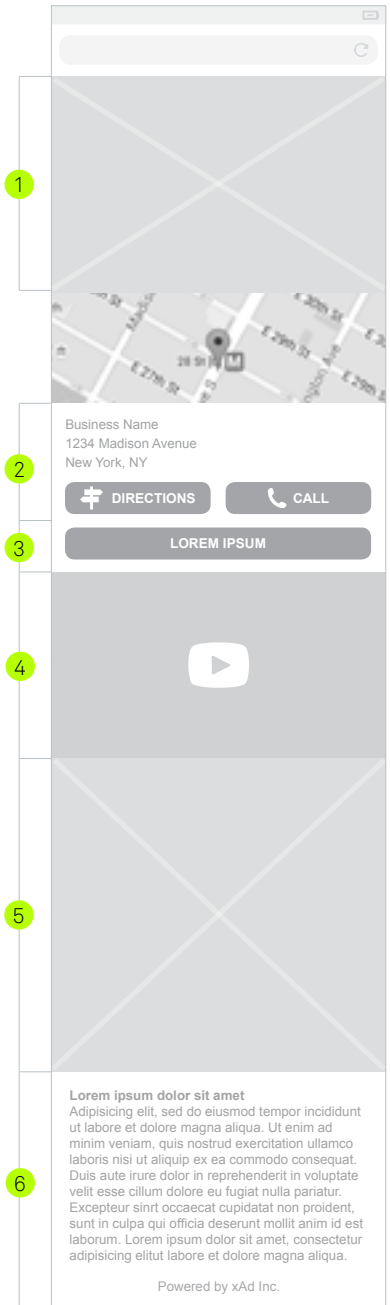 1
E 30th St
E 29th St
28 St
M
E 27th St
E 29th St
Business Name
1234 Madison Avenue
New York, NY
2
DIRECTIONS
CALL
3
LOREM IPSUM
4
5
Lorem ipsum dolor sit amet
Adipisicing elit, sed do eiusmod tempor incididunt
ut labore et dolore magna aliqua. Ut enim ad
minim veniam, quis nostrud exercitation ullamco
laboris nisi ut aliquip ex ea commodo consequat.
Duis aute irure dolor in reprehenderit in voluptate
velit esse cillum dolore eu fugiat nulla pariatur.
Excepteur sinrt occaecat cupidatat non proident,
sunt in culpa qui officia deserunt mollit anim id est
laborum. Lorem ipsum dolor sit amet, consectetur
adipisicing elitut labore et dolore magna aliqua.
6
Powered by xAd Inc.